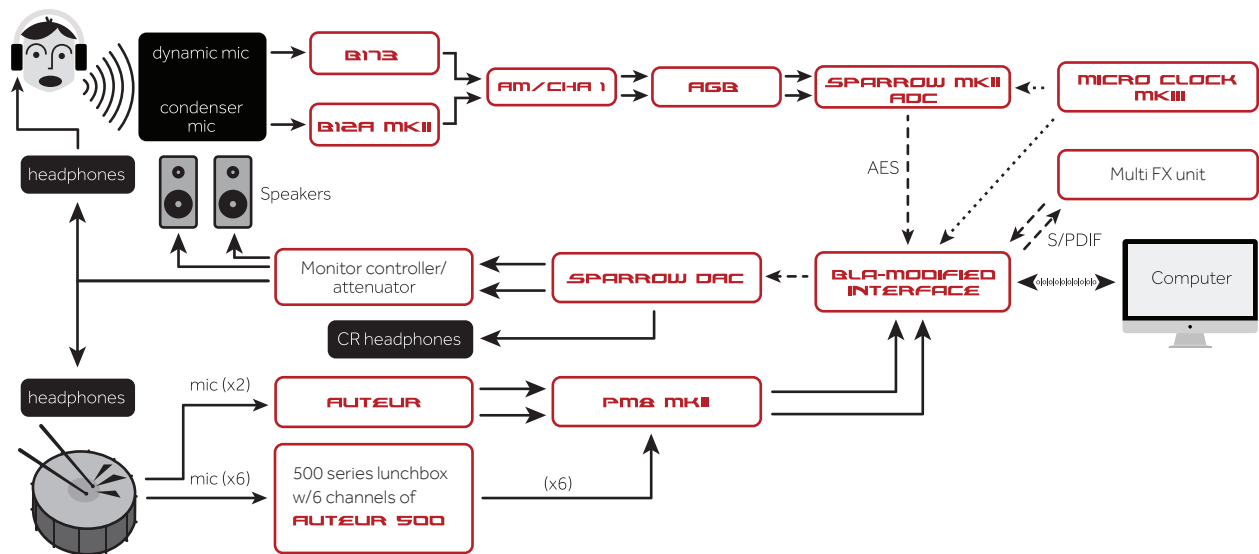 dynamic mic
condenser
mic
B173
B12A MKII
AM/CHA 1
AGB
SPARROW MKII
ADC
MICRO CLOCK
MKIII
headphones
Speakers
AES
Multi FX unit
S/PDIF
Monitor controller/
attenuator
SPARROW DAC
BLA-MODIFIED
INTERFACE
Computer
CR headphones
headphones
mic (x2)
AUTEUR
PM8 MKII
mic (x6)
500 series lunchbox
w/6 channels of
AUTEUR 500
(x6)